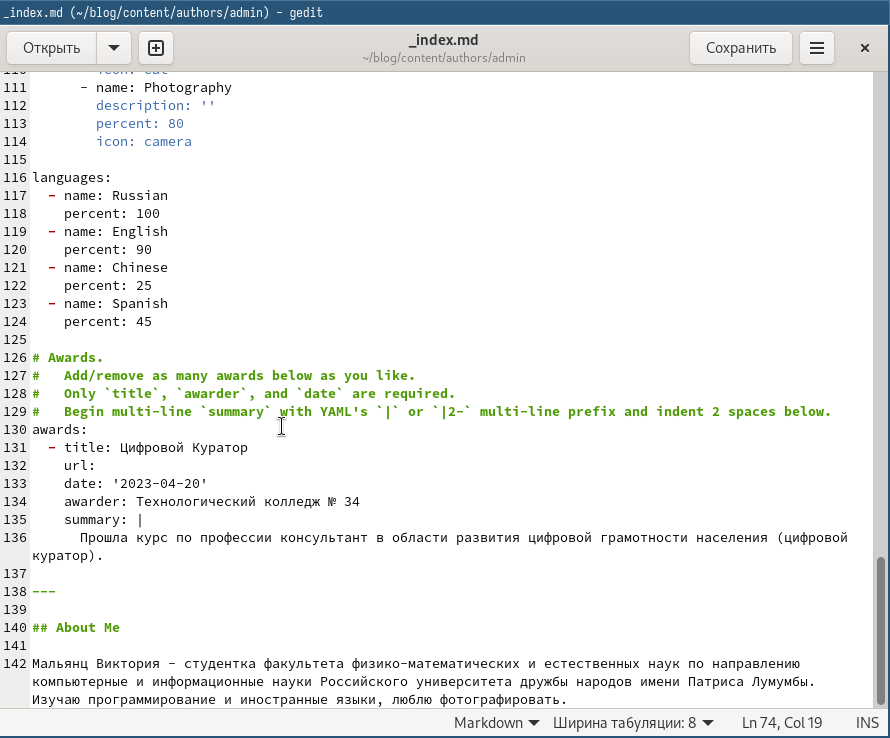 _index.md (~/blog/content/authors/admin) - gedit
Открыть
_index.md
~/blog/content/authors/admin
Сохранить
110 icon: cat
111 - name: Photography
112 description: ''
113 percent: 80
114 icon: camera
115
116 languages:
117 - name: Russian
118 percent: 100
119 - name: English
120 percent: 90
121 - name: Chinese
122 percent: 25
123 - name: Spanish
124 percent: 45
125
126 # Awards.
127 #   Add/remove as many awards below as you like.
128 #   Only `title`, `awarder`, and `date` are required.
129 #   Begin multi-line `summary` with YAML's `|` or `|2-` multi-line prefix and indent 2 spaces below.
130 awards:
131 - title: Цифровой Куратор
132 url:
133 date: '2023-04-20'
134 awarder: Технологический колледж № 34
135 summary: |
136 Прошла курс по профессии консультант в области развития цифровой грамотности населения (цифровой
куратор).
137
138 ---
139
140 ## About Me
141
142 Мальянц Виктория - студентка факультета физико-математических и естественных наук по направлению
компьютерные и информационные науки Российского университета дружбы народов имени Патриса Лумумбы.
Изучаю программирование и иностранные языки, люблю фотографировать.
Markdown
Ширина табуляции: 8
Ln 74, Col 19
INS